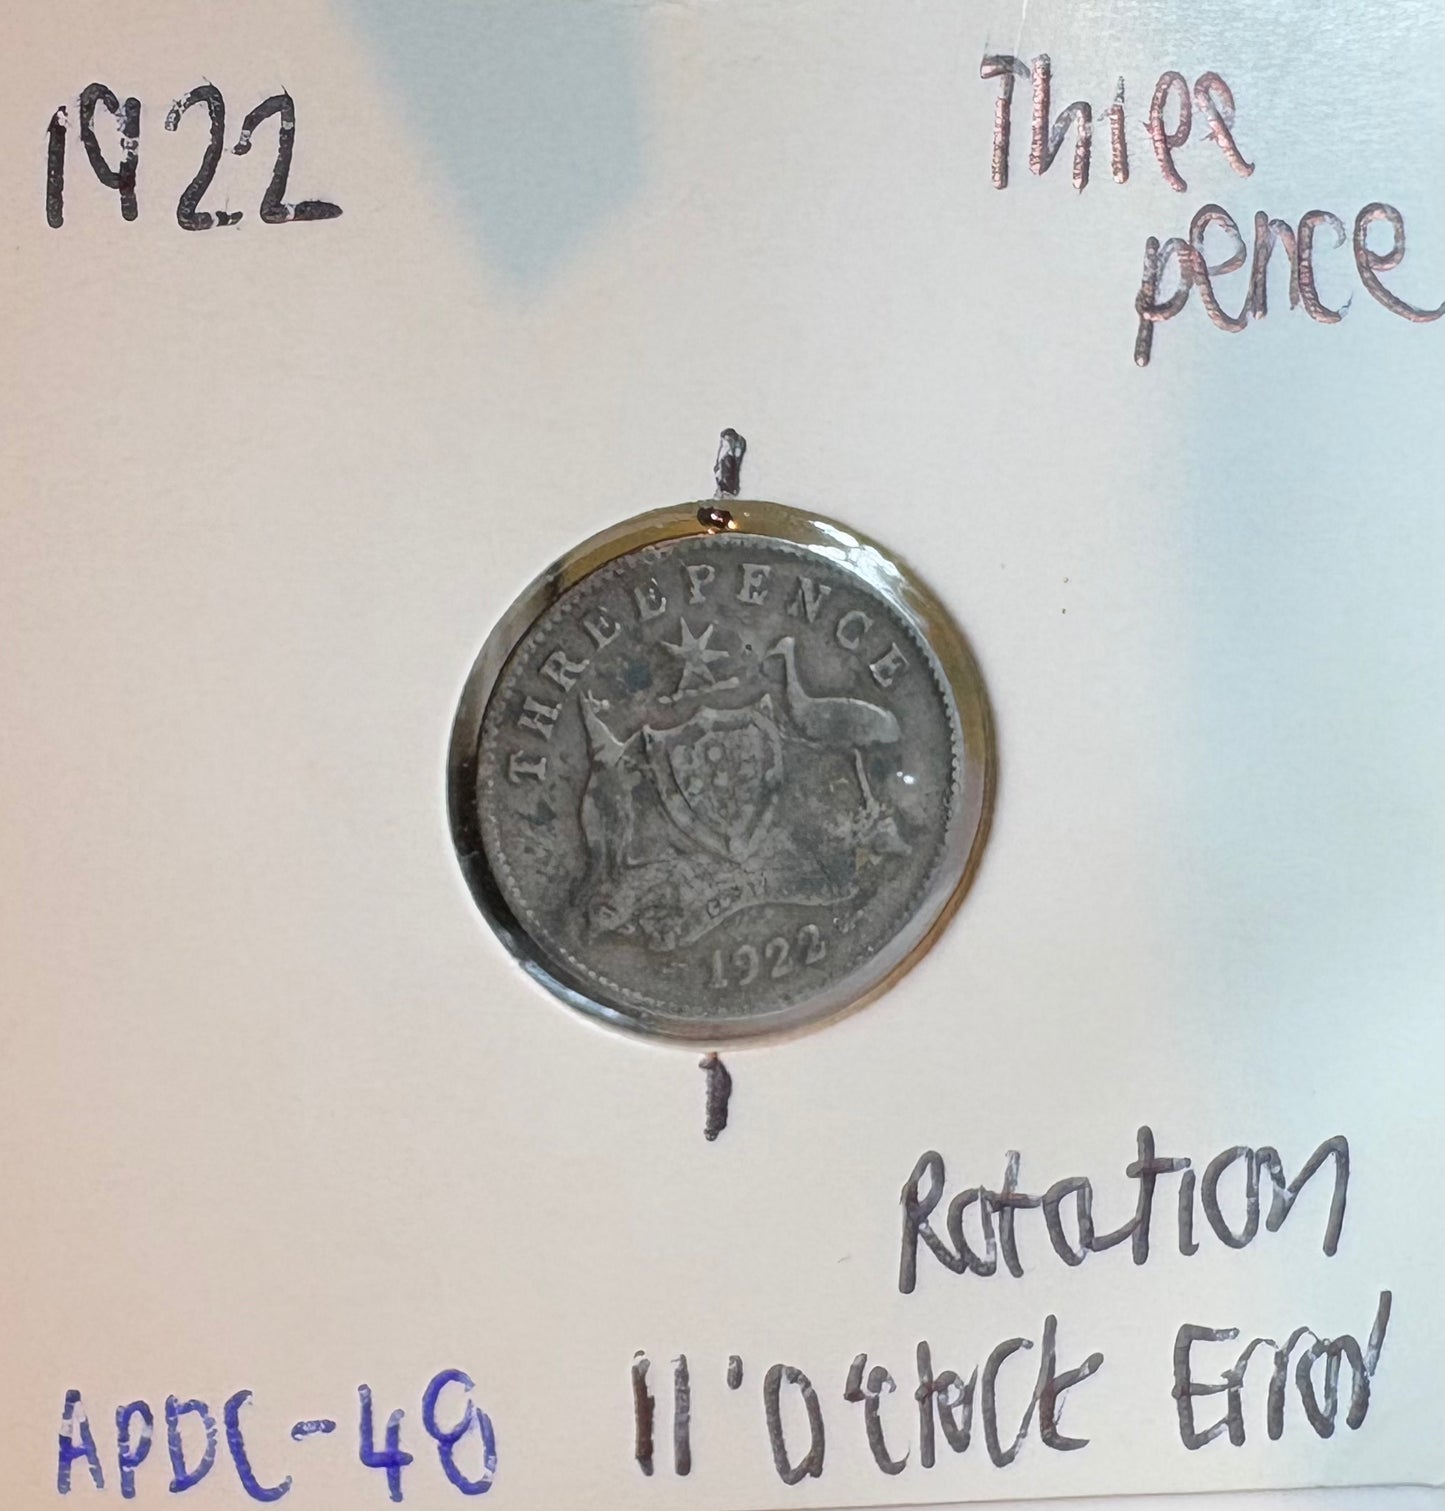 1922
Three
pence
THREEPENCE
1922
Rotation
11'O'Clock Error
APDC-48